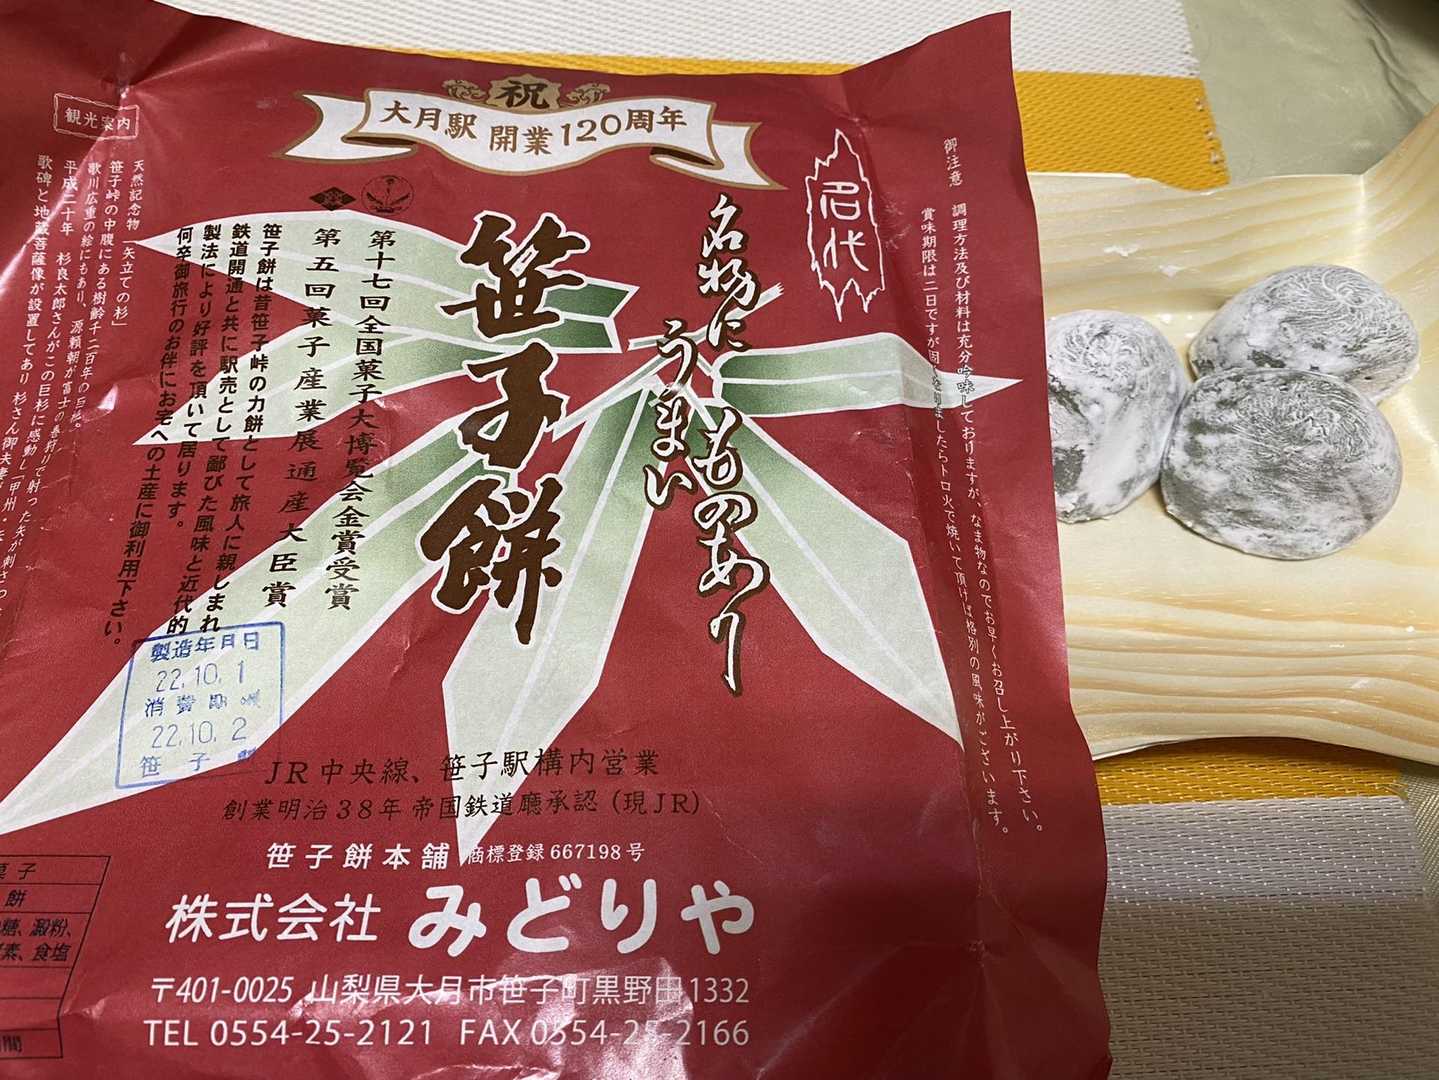 祝
大月駅 開業120周年
名代
御注意
調理方法及び材料は充分吟味しておりますが、なま物なのでお早くお召し上がり下さい。
賞味期限は二日ですが固くなりましたらトロ火で焼いて頂けば格別の風味がございます。
名物に
うまい
ものあり
笹子餅
第十七回全国菓子大博覧会金賞受賞
第五回菓子産業展通産大臣賞
笹子餅は昔笹子峠の力餅として旅人に親しまれ
鉄道開通と共に駅売として鄙びた風味と近代的
製法により好評を頂いて居ります。
何卒御旅行のお伴にお宅への土産に御利用下さい。
観光案内
天然記念物「矢立ての杉」
笹子峠の中腹にある樹齢千二百年の巨杉。
歌川広重の絵にもあり、源頼朝が富士の巻狩りで射った矢が刺さっ
平成二十年 杉良太郎さんがこの巨杉に感動し「甲州・
歌碑と地蔵菩薩像が設置してあり 杉さん御夫妻が
製造年月日
22.10.1
消費期限
22.10.2
笹子
JR中央線、笹子駅構内営業
創業明治38年 帝国鉄道廳承認(現JR)
笹子餅本舗 商標登録667198号
株式会社 みどりや
〒401-0025 山梨県大月市笹子町黒野田1332
TEL 0554-25-2121 FAX 0554-25-2166
菓子
餅
糖、澱粉、
素、食塩
間